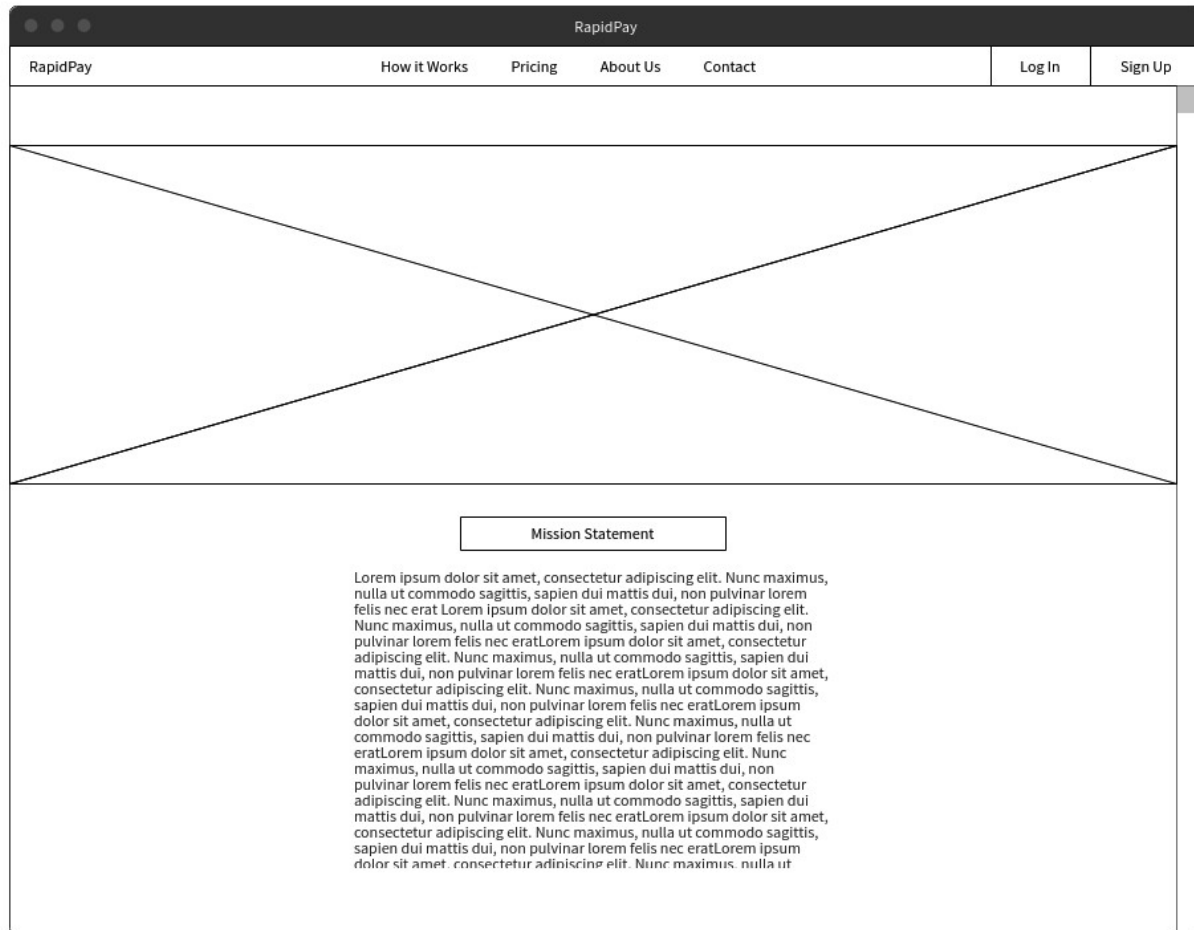 RapidPay
RapidPay
How it Works
Pricing
About Us
Contact
Log In
Sign Up
Mission Statement
Lorem ipsum dolor sit amet, consectetur adipiscing elit. Nunc maximus,
nulla ut commodo sagittis, sapien dui mattis dui, non pulvinar lorem
felis nec erat Lorem ipsum dolor sit amet, consectetur adipiscing elit.
Nunc maximus, nulla ut commodo sagittis, sapien dui mattis dui, non
pulvinar lorem felis nec eratLorem ipsum dolor sit amet, consectetur
adipiscing elit. Nunc maximus, nulla ut commodo sagittis, sapien dui
mattis dui, non pulvinar lorem felis nec eratLorem ipsum dolor sit amet,
consectetur adipiscing elit. Nunc maximus, nulla ut commodo sagittis,
sapien dui mattis dui, non pulvinar lorem felis nec eratLorem ipsum
dolor sit amet, consectetur adipiscing elit. Nunc maximus, nulla ut
commodo sagittis, sapien dui mattis dui, non pulvinar lorem felis nec
eratLorem ipsum dolor sit amet, consectetur adipiscing elit. Nunc
maximus, nulla ut commodo sagittis, sapien dui mattis dui, non
pulvinar lorem felis nec eratLorem ipsum dolor sit amet, consectetur
adipiscing elit. Nunc maximus, nulla ut commodo sagittis, sapien dui
mattis dui, non pulvinar lorem felis nec eratLorem ipsum dolor sit amet,
consectetur adipiscing elit. Nunc maximus, nulla ut commodo sagittis,
sapien dui mattis dui, non pulvinar lorem felis nec eratLorem ipsum
dolor sit amet, consectetur adipiscing elit. Nunc maximus, nulla ut